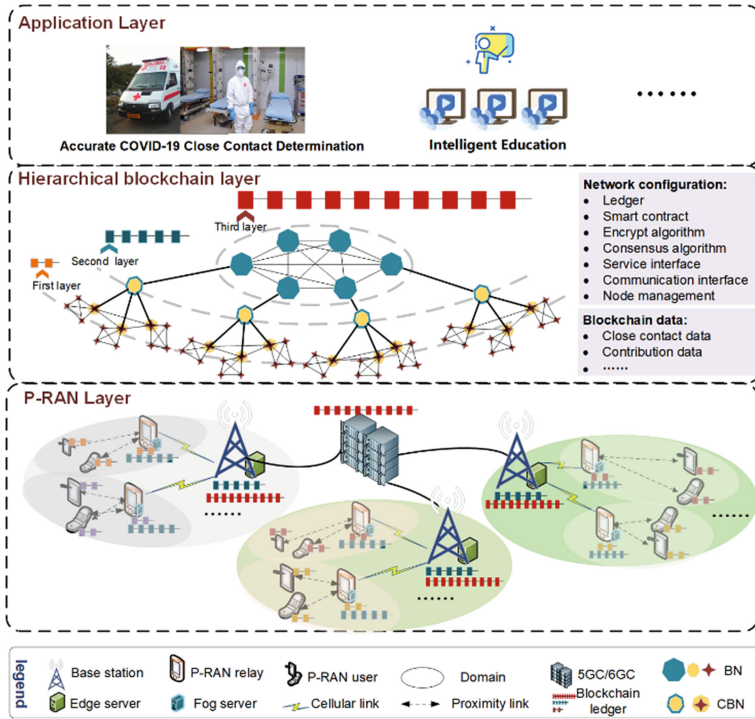 Application Layer
Accurate COVID-19 Close Contact Determination
Intelligent Education
......
Hierarchical blockchain layer
Third layer
Second layer
First layer
Network configuration:
• Ledger
• Smart contract
• Encrypt algorithm
• Consensus algorithm
• Service interface
• Communication interface
• Node management
Blockchain data:
• Close contact data
• Contribution data
• ......
P-RAN Layer
......
......
......
legend
Base station
P-RAN relay
P-RAN user
Domain
5GC/6GC
BN
Edge server
Fog server
Cellular link
Proximity link
Blockchain
ledger
CBN